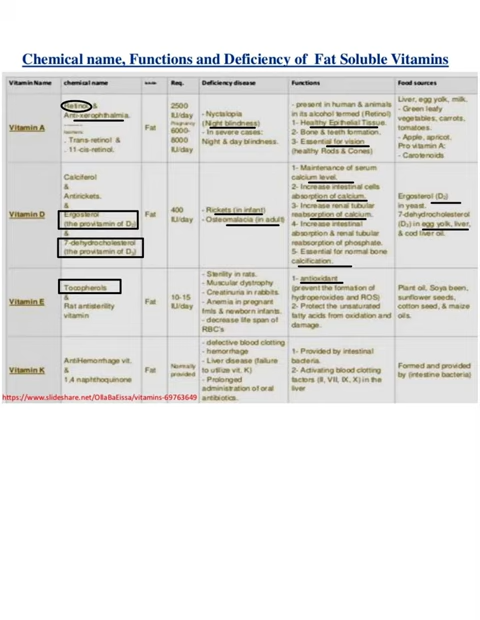 Chemical name, Functions and Deficiency of Fat Soluble Vitamins
Vitamin Name chemical name Req. Deficiency disease Functions Food sources
Vitamin A
Retinol &
Anti-xerophthalmia.
. Trans-retinol &
. 11-cis-retinol.
Fat
2500
IU/day
Pregnancy
6000-
8000
IU/day
- Nyctalopia
(Night blindness)
- In severe cases:
Night & day blindness.
- present in human & animals
in its alcohol termed (Retinol)
1- Healthy Epithelial Tissue.
2- Bone & teeth formation.
3- Essential for vision
(healthy Rods & Cones)
Liver, egg yolk, milk.
- Green leafy
vegetables, carrots,
tomatoes.
- Apple, apricot.
Pro vitamin A:
- Carotenoids
Vitamin D
Calciferol
&
Antirickets.
Ergosterol
(the provitamin of D₂)
&
7-dehydrocholesterol
(the provitamin of D₃)
Fat
400
IU/day
- Rickets (in infant)
- Osteomalacia (in adult)
1- Maintenance of serum
calcium level.
2- Increase intestinal cells
absorption of calcium.
3- Increase renal tubular
reabsorption of calcium.
4- Increase intestinal
absorption & renal tubular
reabsorption of phosphate.
5- Essential for normal bone
calcification.
Ergosterol (D₂)
in yeast.
7-dehydrocholesterol
(D₃) in egg yolk, liver,
& cod liver oil.
Vitamin E
Tocopherols
&
Rat antisterility
vitamin
Fat
10-15
IU/day
- Sterility in rats.
- Muscular dystrophy
- Creatinuria in rabbits.
- Anemia in pregnant
& newborn infants.
- decrease life span of
RBC's
1- antioxidant
(prevent the formation of
hydroperoxides and ROS)
2- Protect the unsaturated
fatty acids from oxidation and
damage.
Plant oil, Soya been,
sunflower seeds,
cotton seed, & maize
oils.
Vitamin K
AntiHemorrhage vit.
&
1,4 naphthoquinone
Fat
Normally
provided
- defective blood clotting
- hemorrhage
- Liver disease (failure
to utilize vit. K)
- Prolonged
administration of oral
antibiotics.
1- Provided by intestinal
bacteria.
2- Activating blood clotting
factors (II, VII, IX, X) in the
liver
Formed and provided
by (intestine bacteria)
https://www.slideshare.net/OllaBaEissa/vitamins-69763649